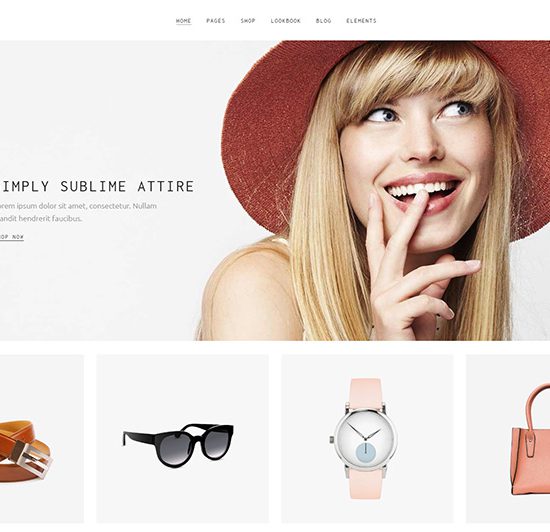 HOME PAGES SHOP LOOKBOOK BLOG ELEMENTS
IMPLY SUBLIME ATTIRE
orem ipsum dolor sit amet, consectetur. Nullam
andit hendrerit faucibus.
OP NOW